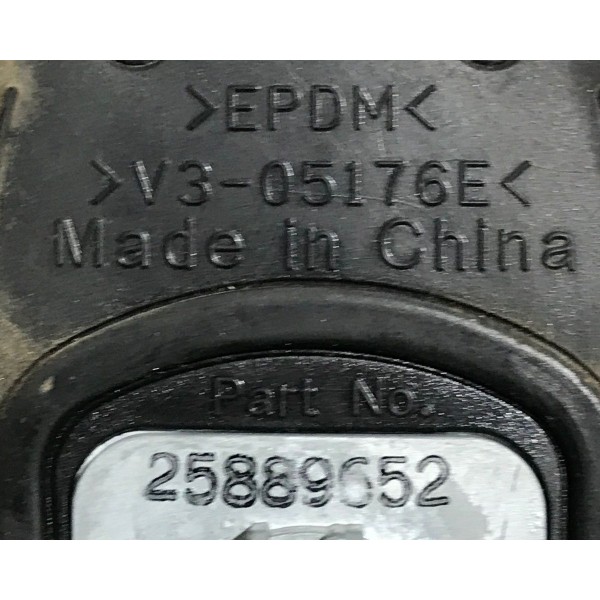 >EPDM<
>V3-05176E<
Made in China
Part No.
25889652